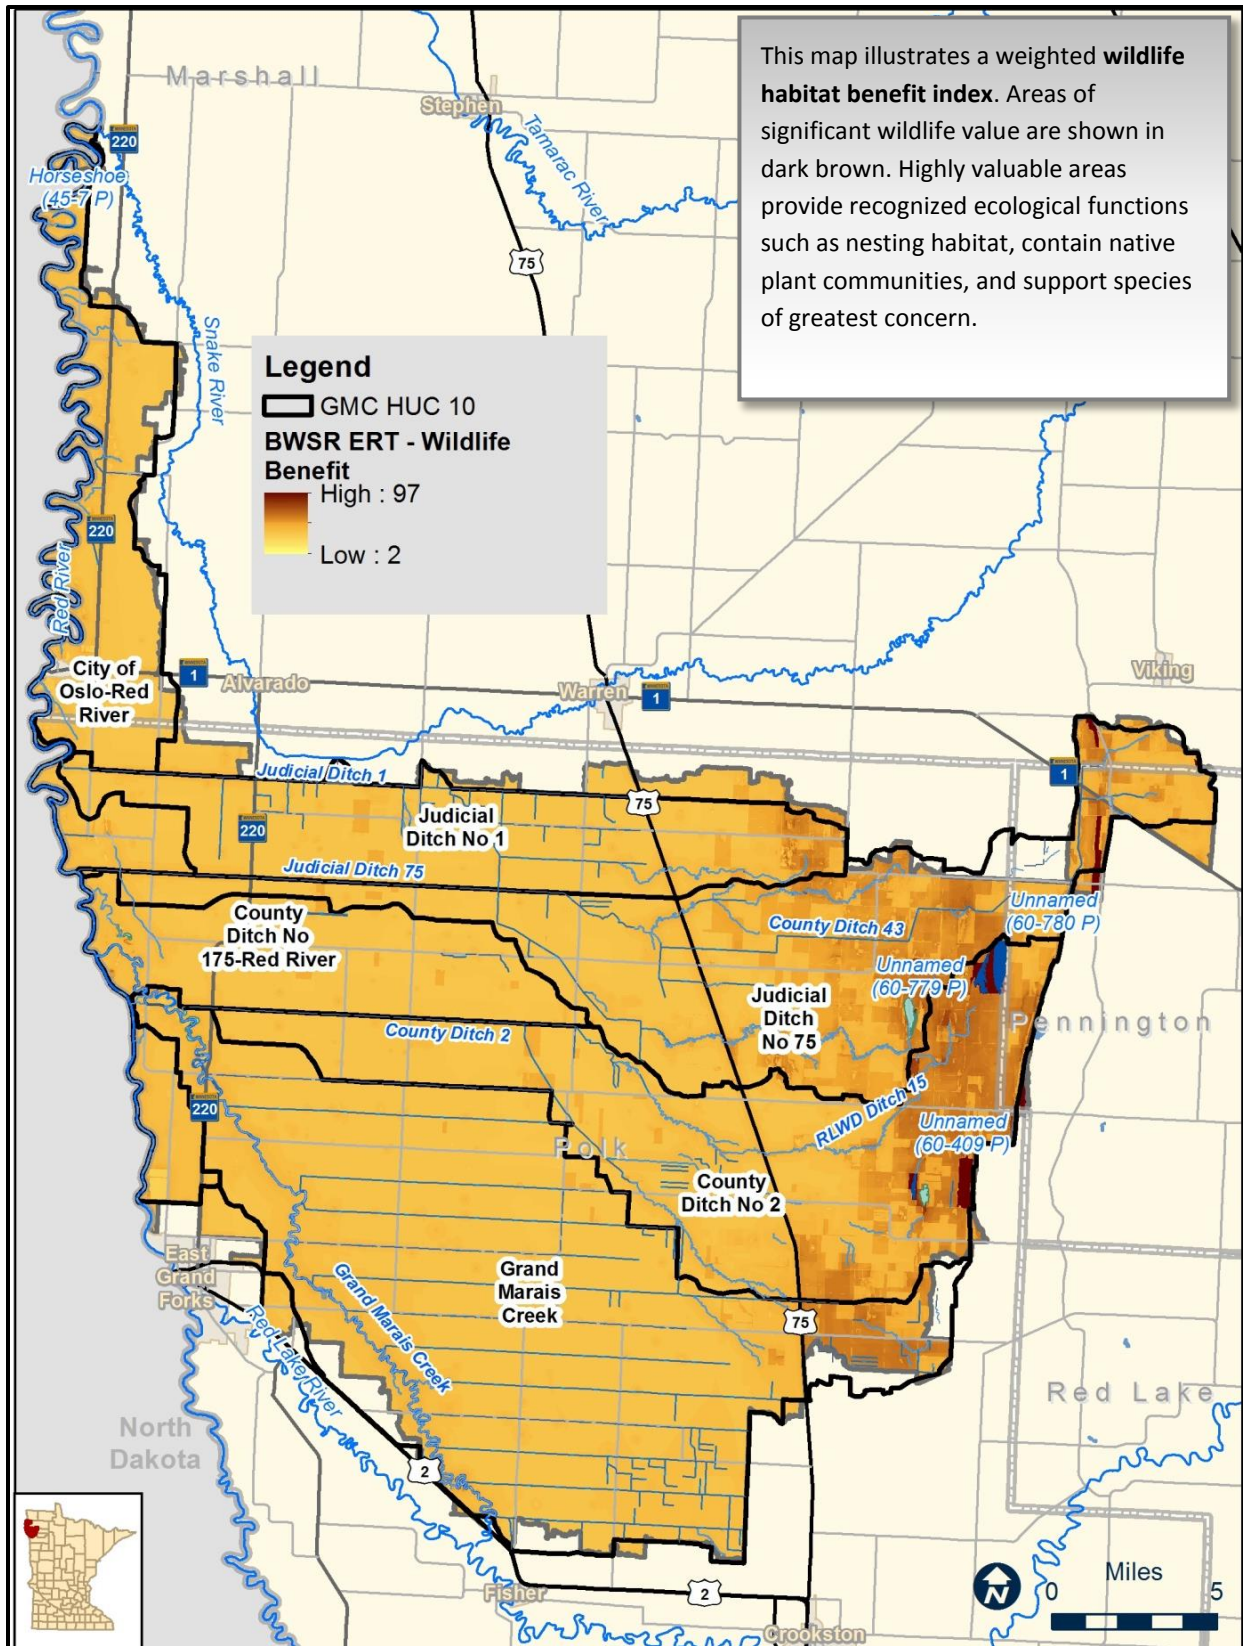 This map illustrates a weighted wildlife
habitat benefit index. Areas of
significant wildlife value are shown in
dark brown. Highly valuable areas
provide recognized ecological functions
such as nesting habitat, contain native
plant communities, and support species
of greatest concern.
Marshall
Stephen
Tamarac River
220
Horseshoe
(45-7 P)
75
Snake River
Legend
GMC HUC 10
BWSR ERT - Wildlife
Benefit
High : 97
Low : 2
220
Red River
City of
Oslo-Red
River
1
Alvarado
Warren
1
Viking
Judicial Ditch 1
1
75
Judicial
Ditch No 1
220
Judicial Ditch 75
County
Ditch No
175-Red River
County Ditch 43
Unnamed
(60-780 P)
Unnamed
(60-779 P)
Judicial
Ditch
No 75
Pennington
County Ditch 2
RLWD Ditch 15
220
Unnamed
(60-409 P)
Polk
County
Ditch No 2
East
Grand
Forks
Grand
Marais
Creek
Grand Marais Creek
Red Lake River
75
Red Lake
North
Dakota
2
Fisher
2
Crookston
N
Miles
0 5